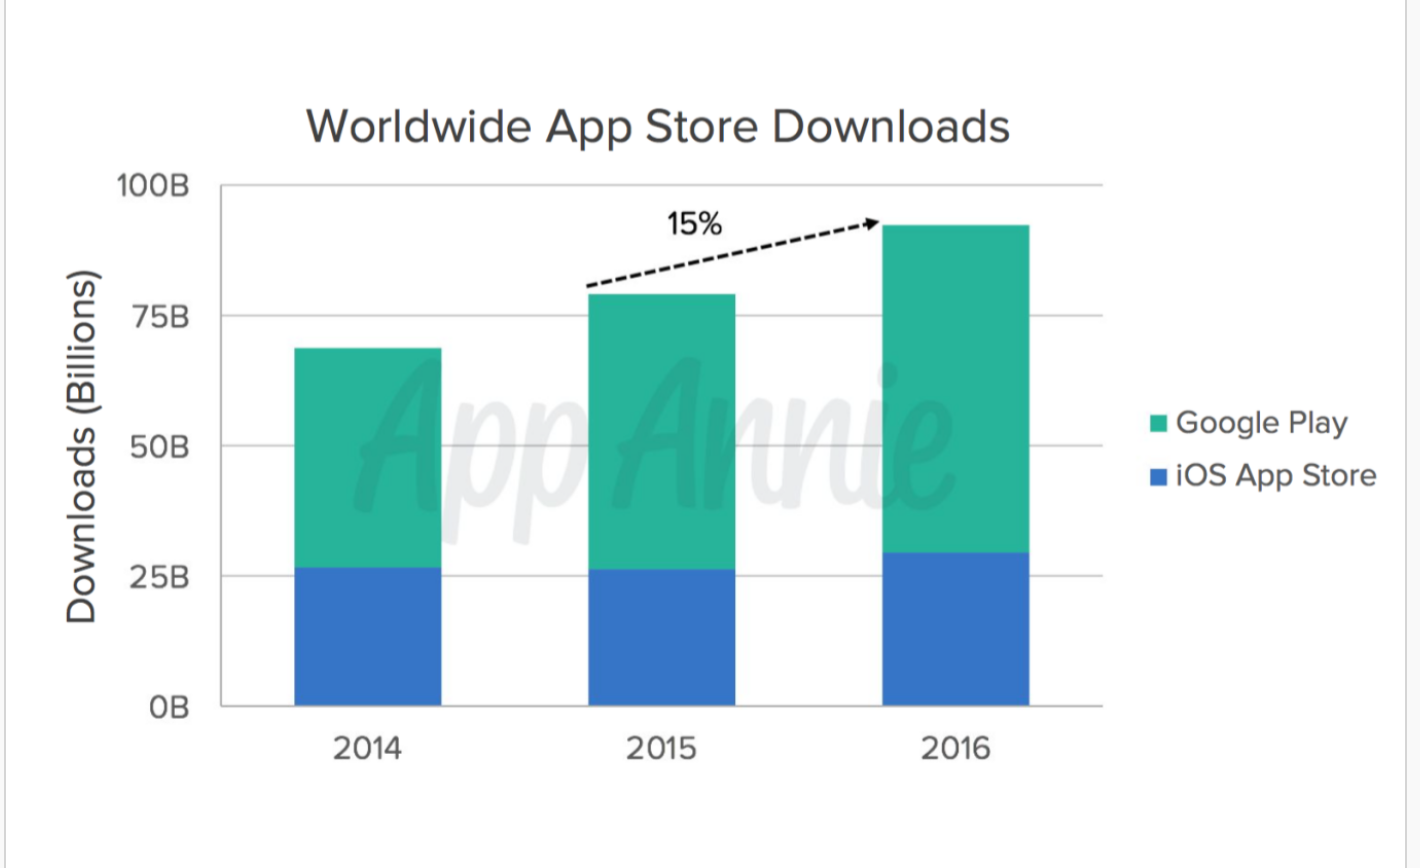 Worldwide App Store Downloads
100B
15%
75B
50B
25B
0B
Downloads (Billions)
App Annie
Google Play
iOS App Store
2014
2015
2016